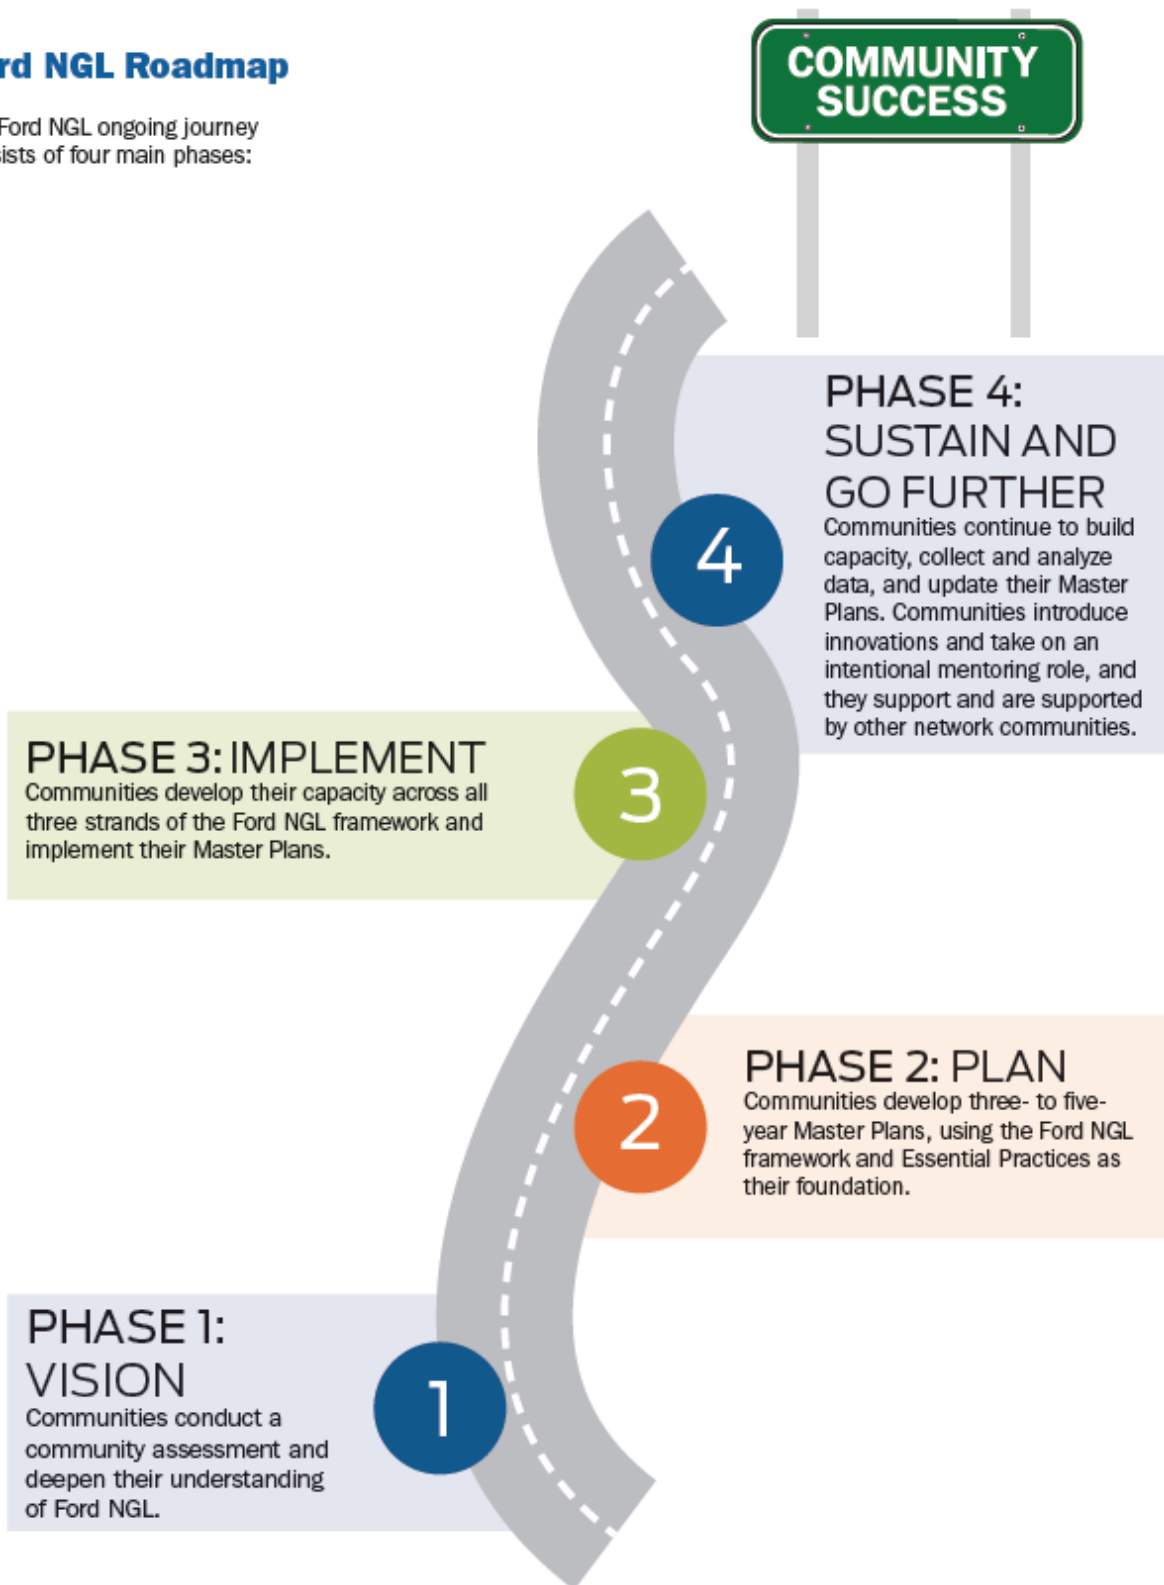 rd NGL Roadmap
Ford NGL ongoing journey
sists of four main phases:
COMMUNITY
SUCCESS
PHASE 4:
SUSTAIN AND
GO FURTHER
Communities continue to build
capacity, collect and analyze
data, and update their Master
Plans. Communities introduce
innovations and take on an
intentional mentoring role, and
they support and are supported
by other network communities.
4
PHASE 3: IMPLEMENT
Communities develop their capacity across all
three strands of the Ford NGL framework and
implement their Master Plans.
3
PHASE 2: PLAN
Communities develop three- to five-
year Master Plans, using the Ford NGL
framework and Essential Practices as
their foundation.
2
PHASE 1:
VISION
Communities conduct a
community assessment and
deepen their understanding
of Ford NGL.
1